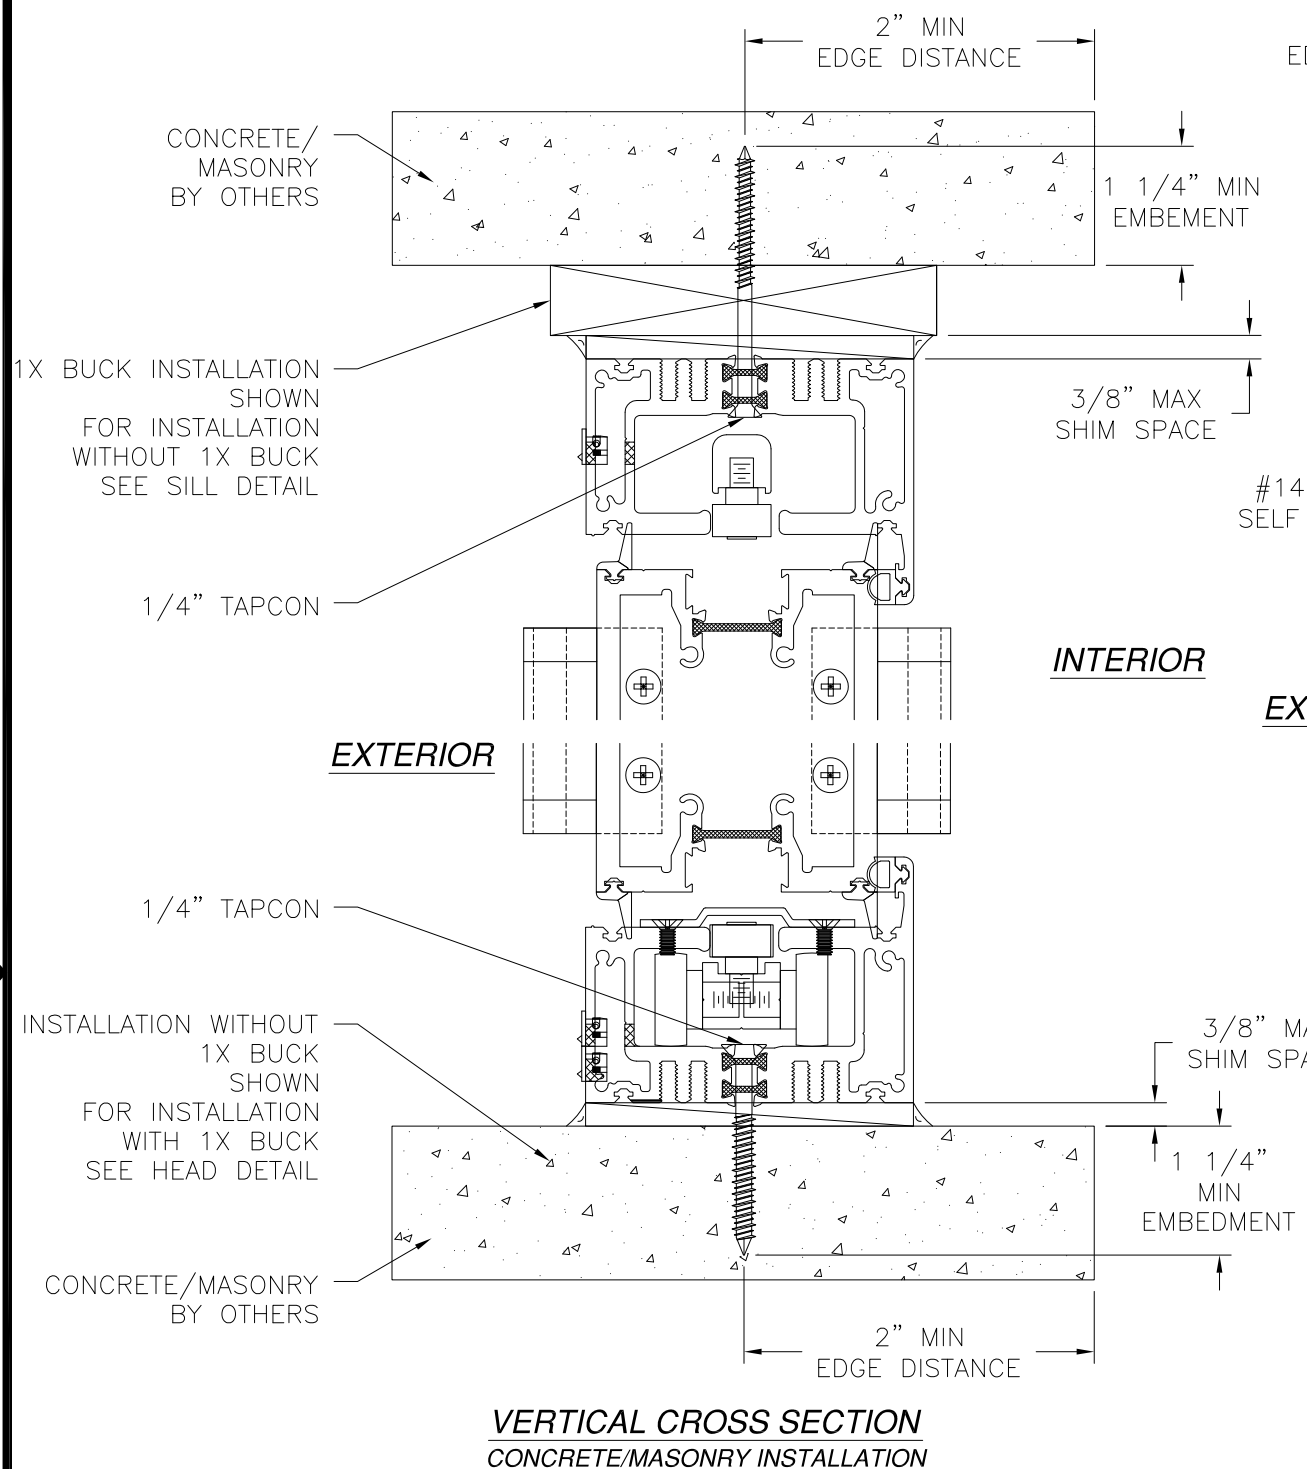 2” MIN
EDGE DISTANCE
CONCRETE/
MASONRY
BY OTHERS
1 1/4” MIN
EMBEMENT
1X BUCK INSTALLATION
SHOWN
FOR INSTALLATION
WITHOUT 1X BUCK
SEE SILL DETAIL
3/8” MAX
SHIM SPACE
#14
SELF
1/4” TAPCON
INTERIOR
EXTERIOR
1/4” TAPCON
INSTALLATION WITHOUT
1X BUCK
SHOWN
FOR INSTALLATION
WITH 1X BUCK
SEE HEAD DETAIL
3/8”
SHIM
1 1/4”
MIN
EMBEDMENT
CONCRETE/MASONRY
BY OTHERS
2” MIN
EDGE DISTANCE
VERTICAL CROSS SECTION
CONCRETE/MASONRY INSTALLATION